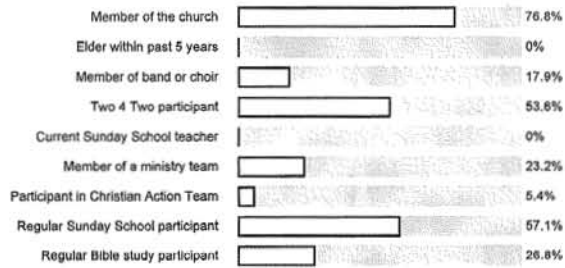 Member of the church 76.8%
Elder within past 5 years 0%
Member of band or choir 17.9%
Two 4 Two participant 53.6%
Current Sunday School teacher 0%
Member of a ministry team 23.2%
Participant in Christian Action Team 5.4%
Regular Sunday School participant 57.1%
Regular Bible study participant 26.8%